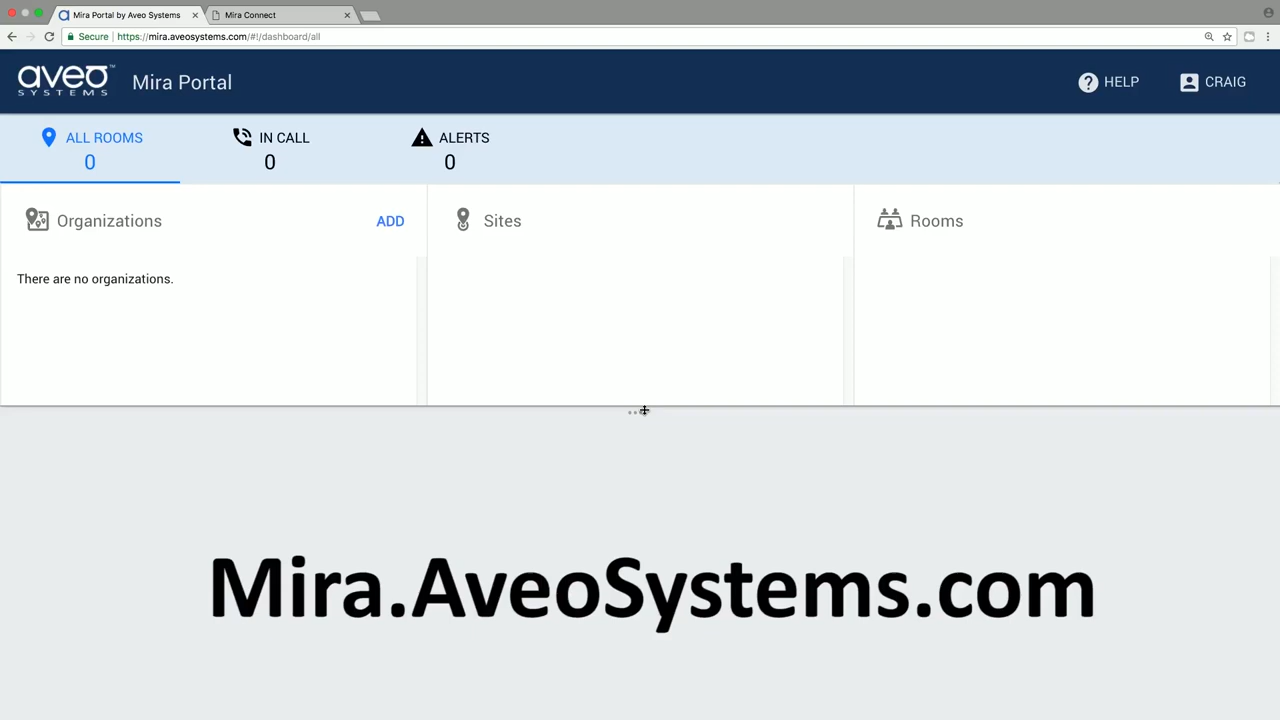 Mira Portal by Aveo Systems
Mira Connect
Secure https://mira.aveosystems.com/#!/dashboard/all
aveo™
SYSTEMS
Mira Portal
HELP
CRAIG
ALL ROOMS
0
IN CALL
0
ALERTS
0
Organizations
ADD
Sites
Rooms
There are no organizations.
Mira.AveoSystems.com